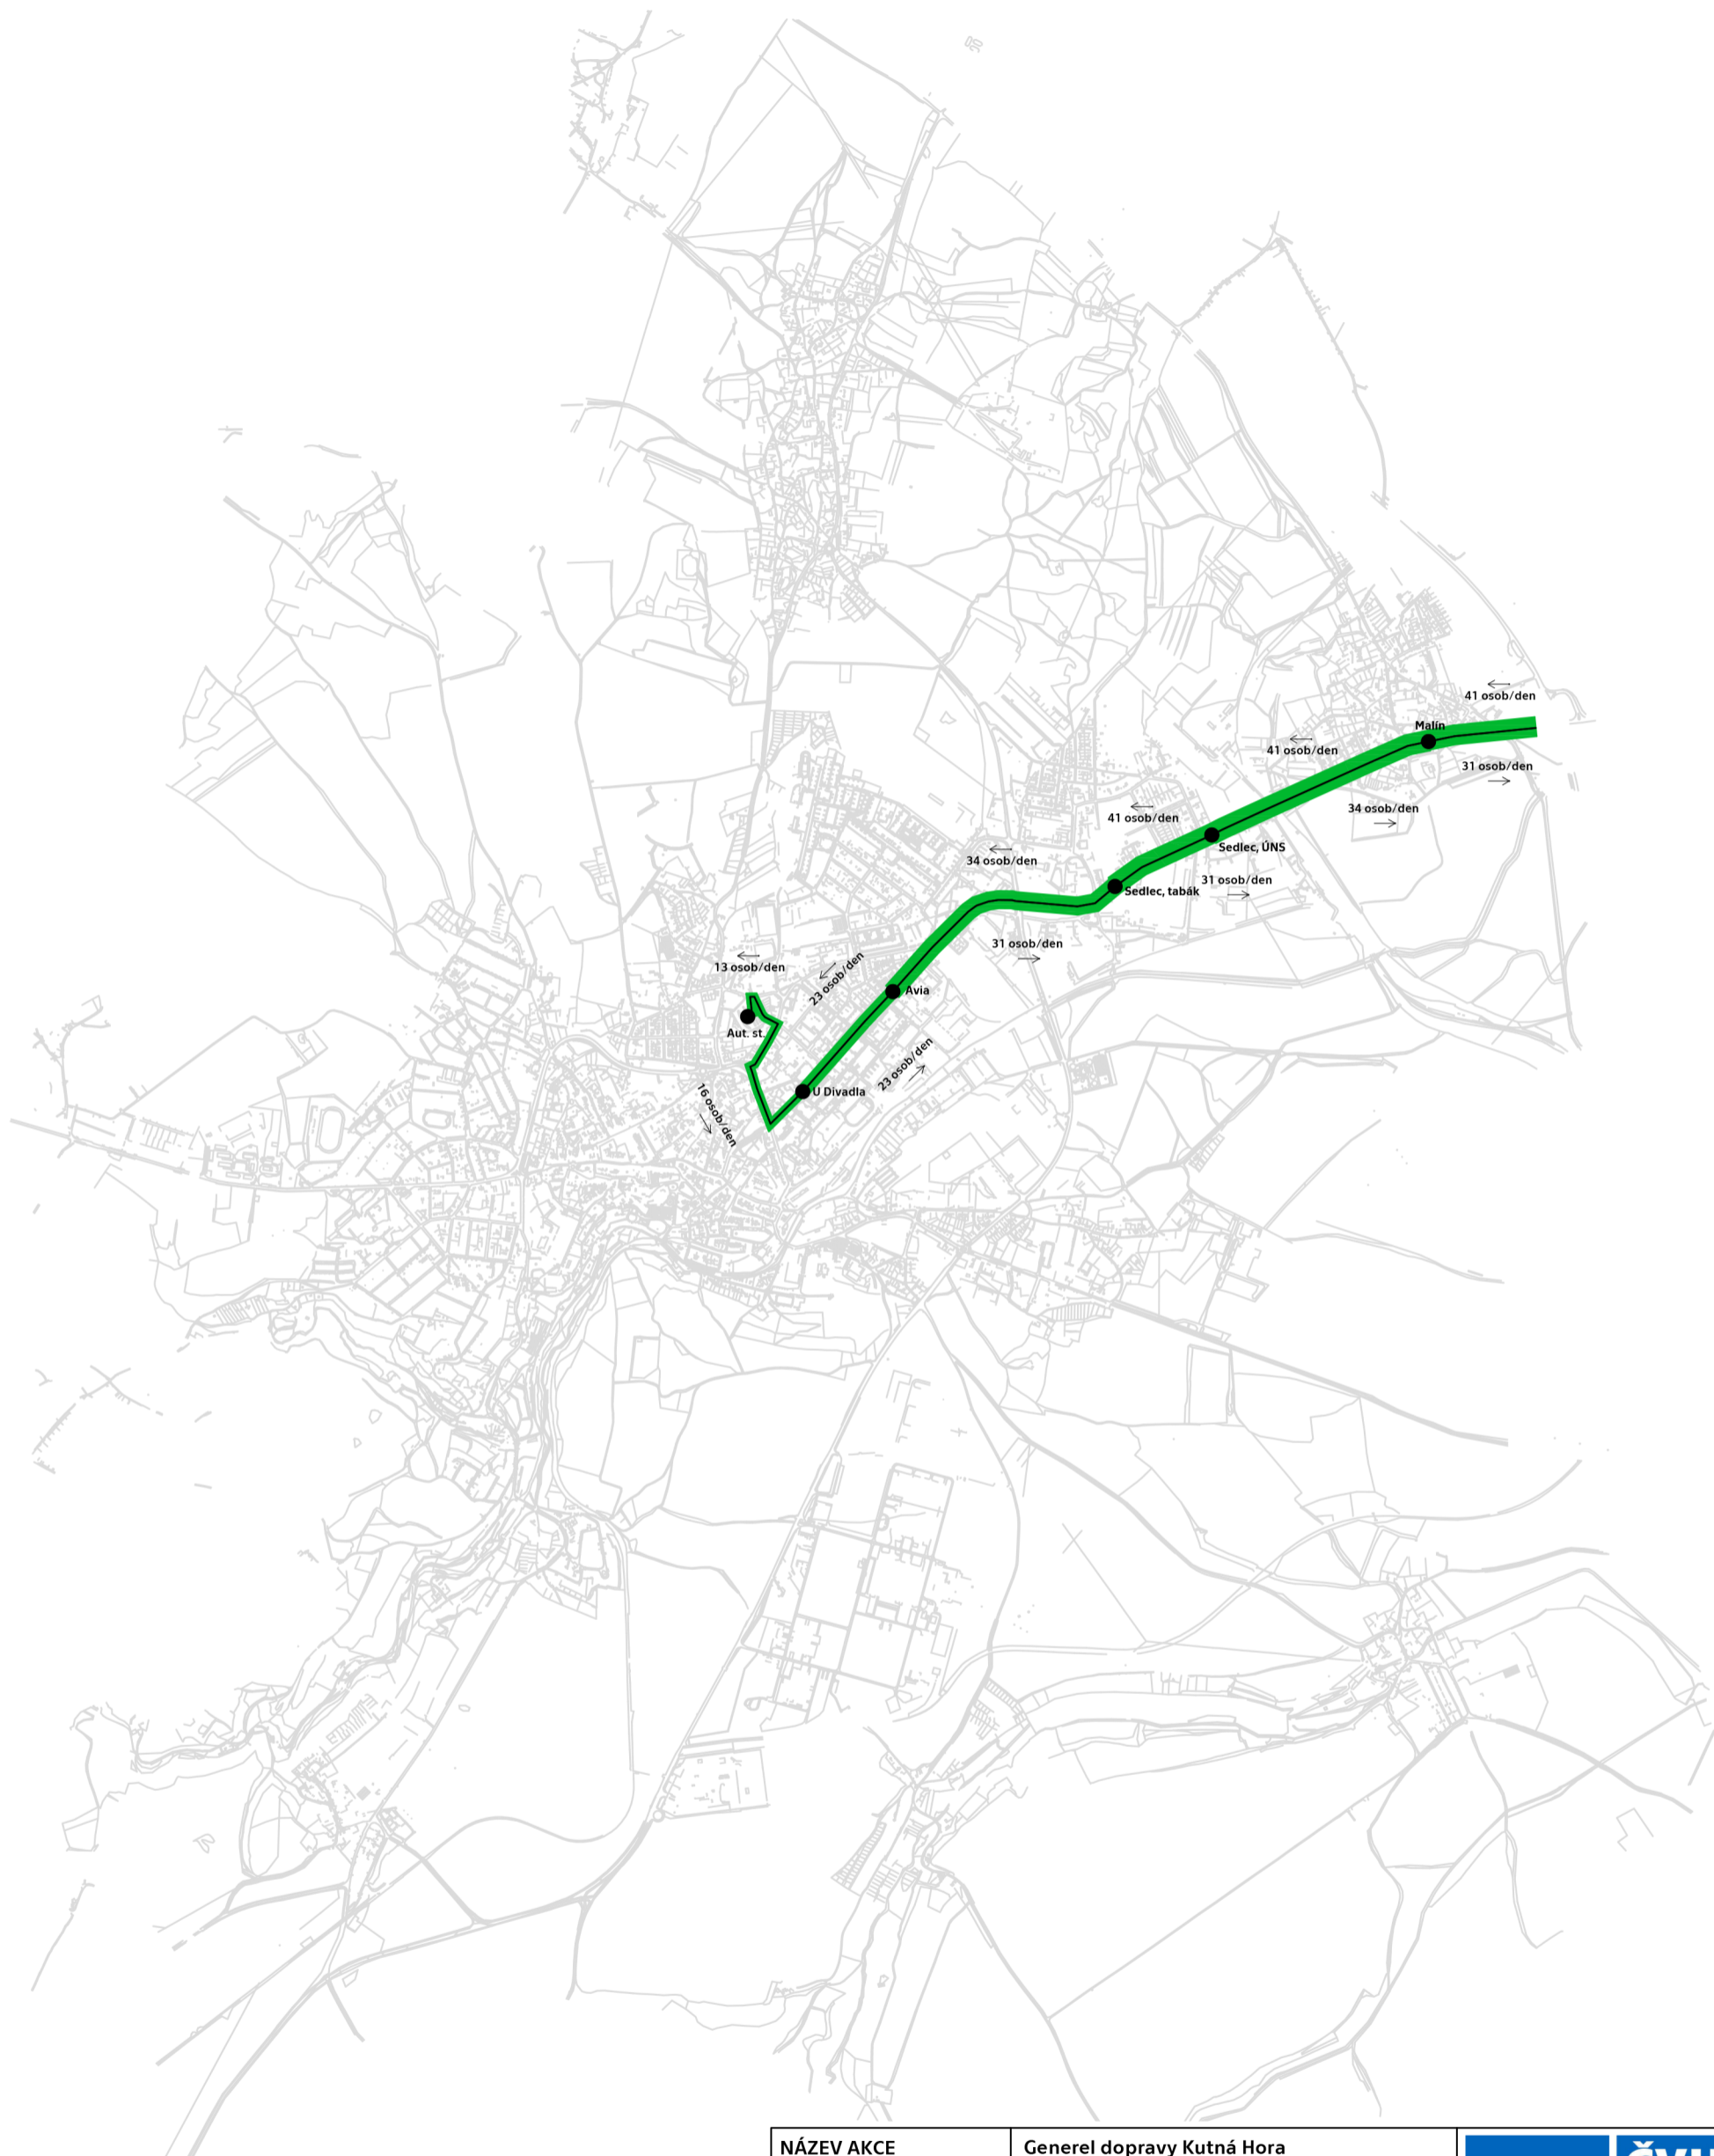 41 osob/den
Malín
41 osob/den
31 osob/den
34 osob/den
41 osob/den
Sedlec, ÚNS
34 osob/den
31 osob/den
Sedlec, tabák
31 osob/den
13 osob/den
23 osob/den
Avia
Aut. st.
23 osob/den
U Divadla
16 osob/den
NÁZEV AKCE
Generel dopravy Kutná Hora